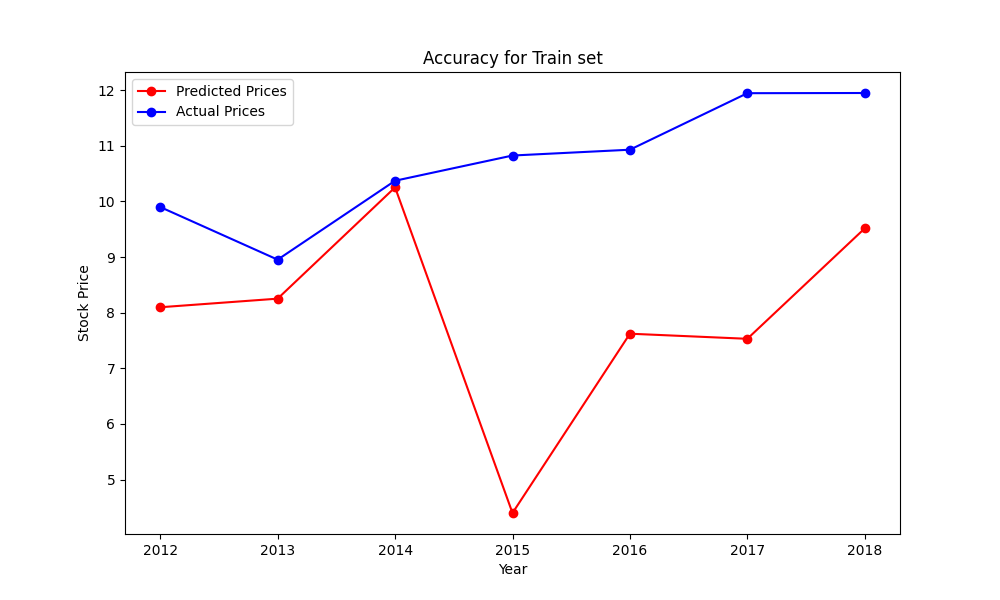 Accuracy for Train set
Predicted Prices
Actual Prices
12
11
10
9
8
7
6
5
Stock Price
2012 2013 2014 2015 2016 2017 2018
Year